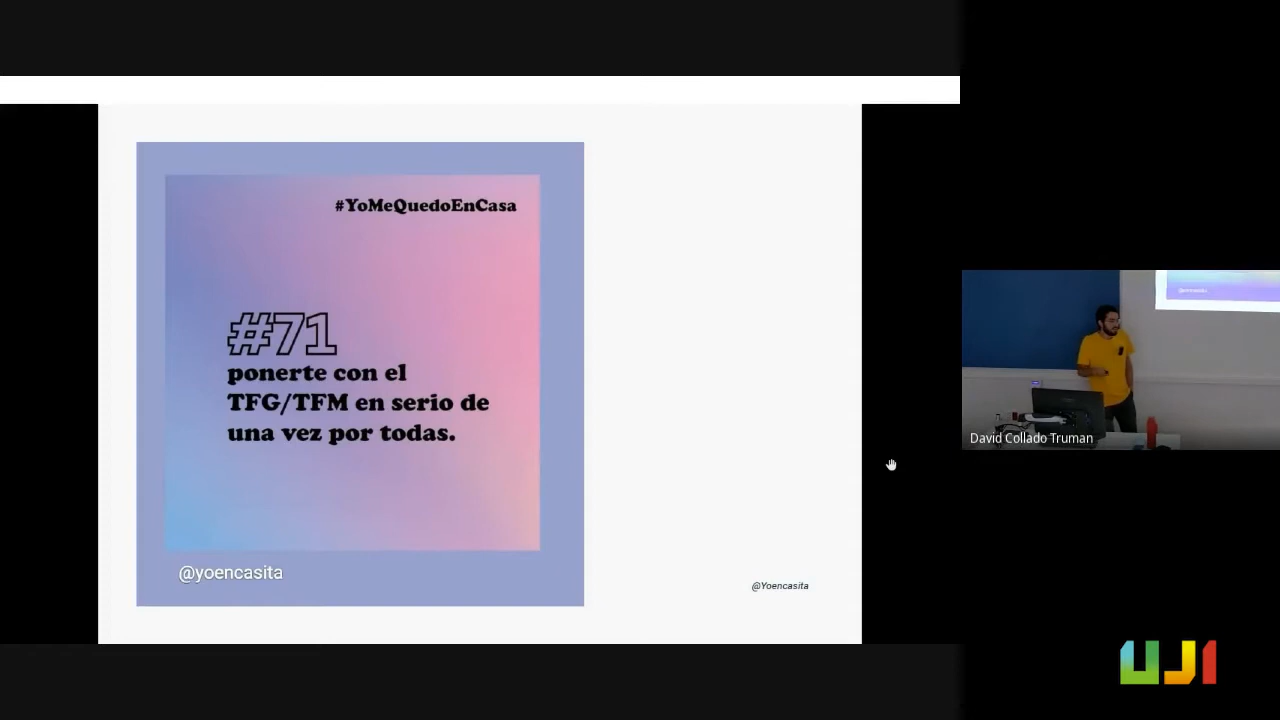 #YoMeQuedoEnCasa
#71
ponerte con el
TFG/TFM en serio de
una vez por todas.
@yoencasita
@Yoencasita
David Collado Truman
UJI